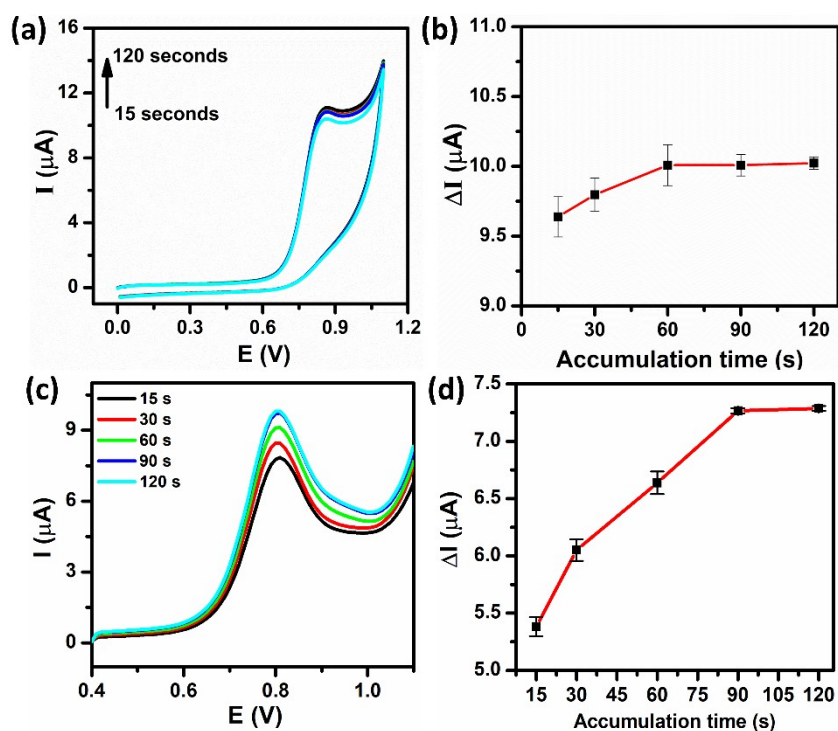 (a)
16
12
8
4
0
120 seconds
15 seconds
I (μA)
0.0 0.3 0.6 0.9 1.2
E (V)
(b)
11.0
10.5
10.0
9.5
9.0
ΔI (μA)
0 30 60 90 120
Accumulation time (s)
(c)
9
6
3
0
15 s
30 s
60 s
90 s
120 s
I (μA)
0.4 0.6 0.8 1.0
E (V)
(d)
7.5
7.0
6.5
6.0
5.5
5.0
ΔI (μA)
15 30 45 60 75 90 105 120
Accumulation time (s)